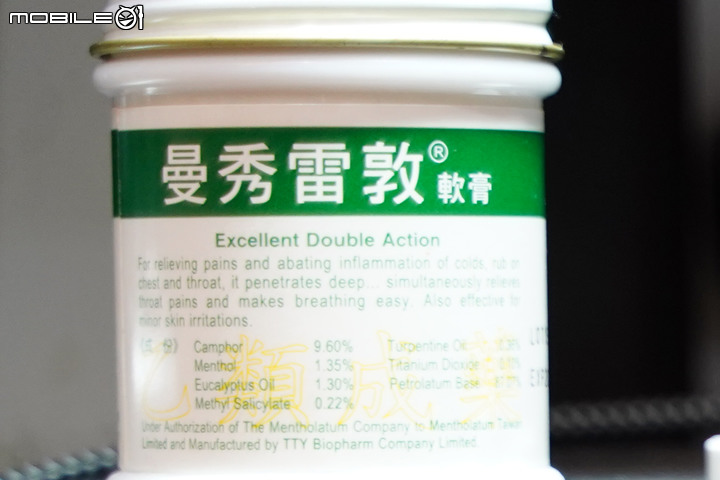 MOBILE01
曼秀雷敦® 軟膏
Excellent Double Action
For relieving pains and abating inflammation of colds, rub on
chest and throat, it penetrates deep... simultaneously relieves
throat pains and makes breathing easy. Also effective for
minor skin irritations.
Camphor 9.60% Turpentine Oil
Menthol 1.35% Titanium Dioxide
Eucalyptus Oil 1.30% Petrolatum Base
Methyl Salicylate 0.22%
乙類成藥
Under Authorization of The Mentholatum Company to Mentholatum Taiwan
Limited and Manufactured by TTY Biopharm Company Limited